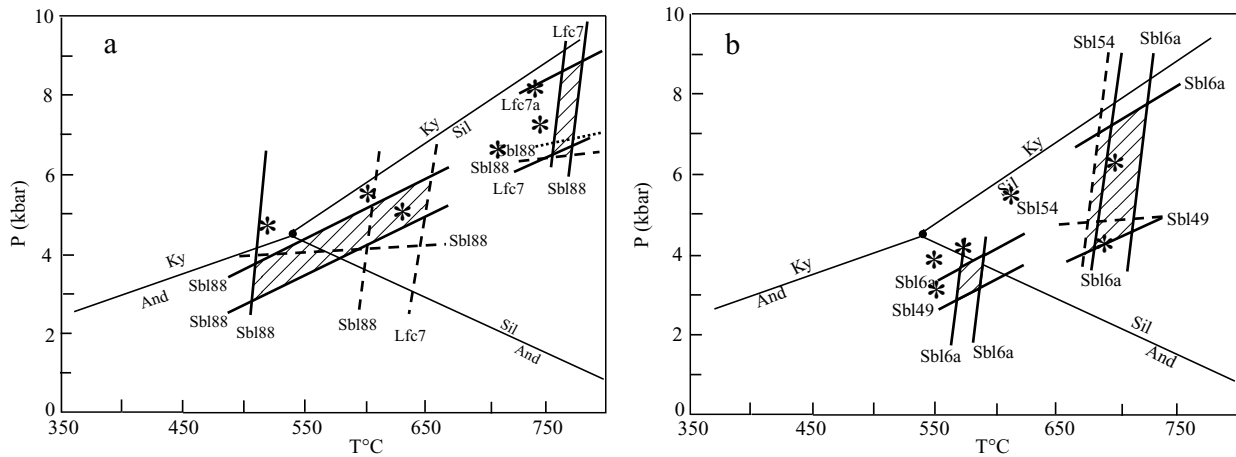 a
P (kbar)
10
8
6
4
2
0
Lfc7
Lfc7a
Ky
Sil
bl88
Sbl88
Lfc7
Sbl88
Ky
And
Sbl88
Sbl88
Sbl88
Sbl88
Sbl88
Lfc7
Sil
And
350
450
550
650
750
T°C
b
P (kbar)
10
8
6
4
2
0
Sbl54
Sbl6a
Sbl6a
Ky
Sil
Sbl54
Sbl49
Ky
And
Sbl6a
Sbl6a
Sbl49
Sbl6a
Sbl6a
Sil
And
350
450
550
650
750
T°C